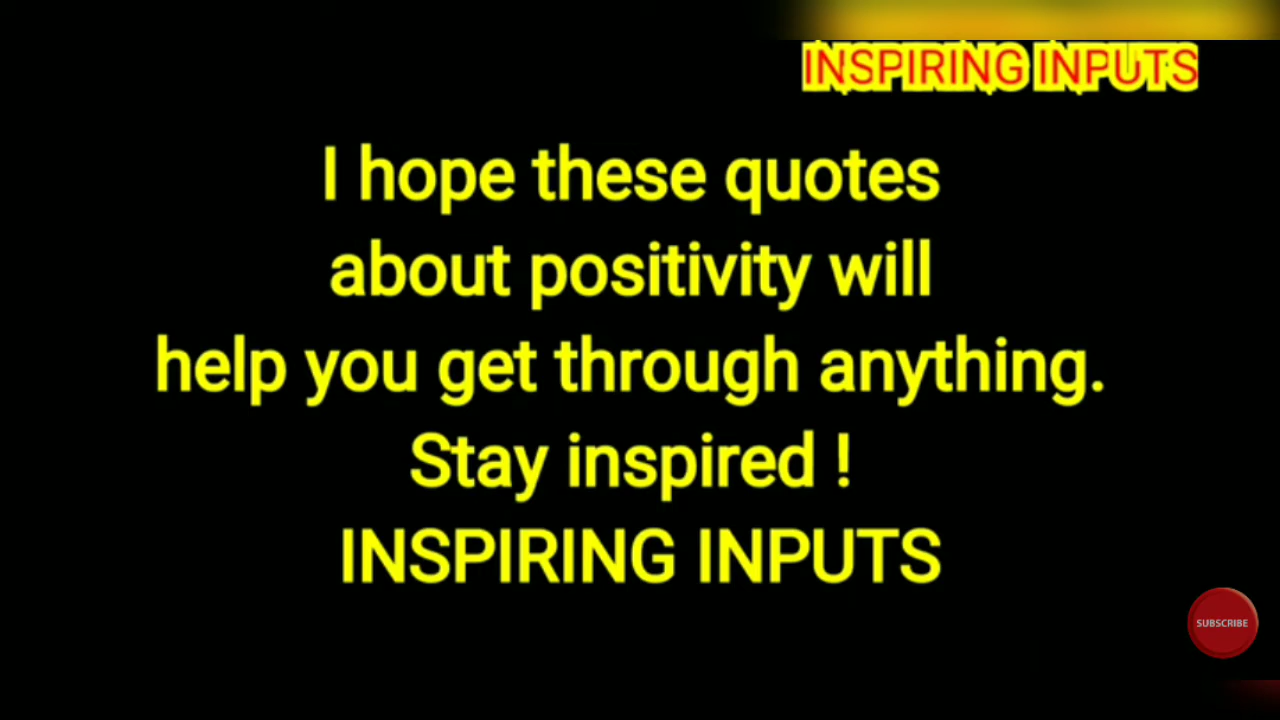 INSPIRING INPUTS
I hope these quotes
about positivity will
help you get through anything.
Stay inspired !
INSPIRING INPUTS
SUBSCRIBE